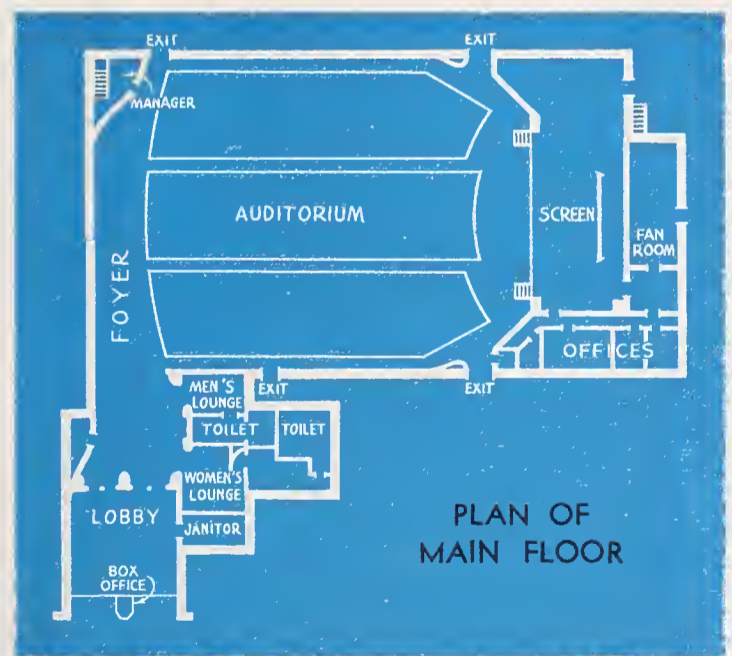 EXIT
EXIT
MANAGER
AUDITORIUM
SCREEN
FAN
ROOM
FOYER
OFFICES
MEN'S
LOUNGE
EXIT
EXIT
TOILET
TOILET
WOMEN'S
LOUNGE
LOBBY
JANITOR
PLAN OF
MAIN FLOOR
BOX
OFFICE